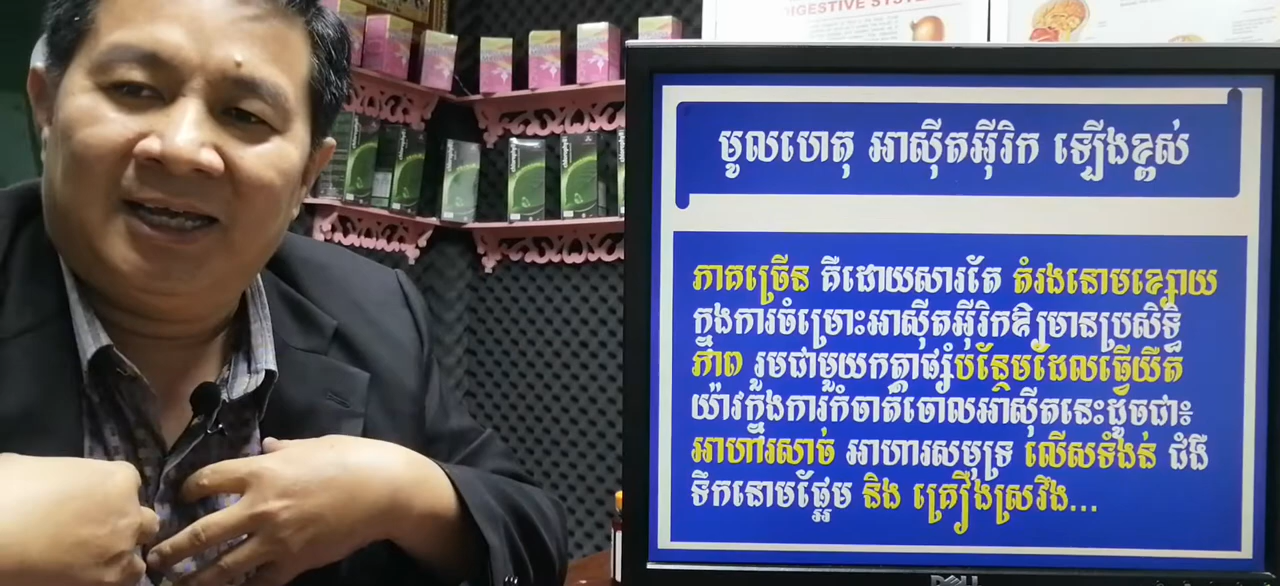 DIGESTIVE SYSTE
មូលហេតុ អាស៊ីតអ៊ីរិក ឡើងខ្ពស់
ភាគច្រើន គឺដោយសារតែ តំរងនោមខ្សោយ
ក្នុងការចំម្រោះអាស៊ីតអ៊ីរិកឱ្យមានប្រសិទ្ធិ
ភាព រួមជាមួយកត្តាផ្សំបន្ថែមដែលធ្វើយឺត
យ៉ាវក្នុងការកំចាត់ចោលអាស៊ីតនេះដូចជា៖
អាហារសាច់ អាហារសមុទ្រ លើសទំងន់ ជំងឺ
ទឹកនោមផ្អែម និង គ្រឿងស្រវឹង...